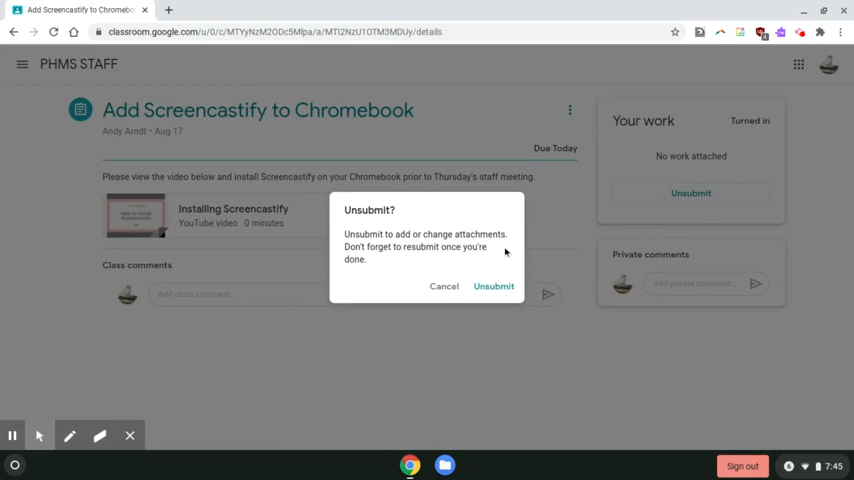 Add Screencastify to Chromeboo
classroom.google.com/u/0/c/MTYyNzM2ODc5Mlpa/a/MTI2NzU1OTM3MDUy/details
PHMS STAFF
Add Screencastify to Chromebook
Andy Arndt • Aug 17
Due Today
Please view the video below and install Screencastify on your Chromebook prior to Thursday's staff meeting.
Installing Screencastify
YouTube video 0 minutes
Class comments
Add class comment...
Your work
Turned in
No work attached
Unsubmit
Private comments
Add private comment...
Unsubmit?
Unsubmit to add or change attachments.
Don't forget to resubmit once you're
done.
Cancel Unsubmit
Sign out
6
7:45